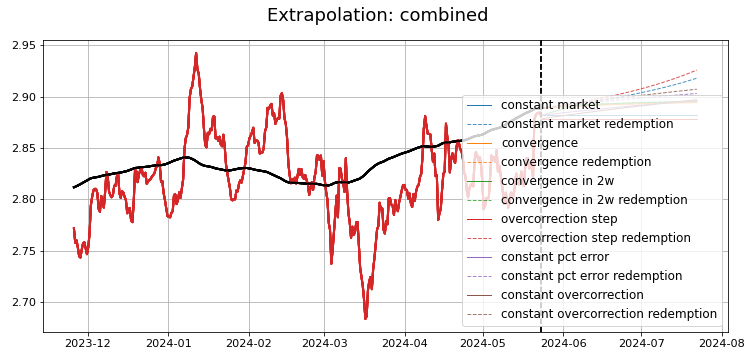 Extrapolation: combined
2.95
2.90
2.85
2.80
2.75
2.70
constant market
constant market redemption
convergence
convergence redemption
convergence in 2w
convergence in 2w redemption
overcorrection step
overcorrection step redemption
constant pct error
constant pct error redemption
constant overcorrection
constant overcorrection redemption
2023-12 2024-01 2024-02 2024-03 2024-04 2024-05 2024-06 2024-07 2024-08